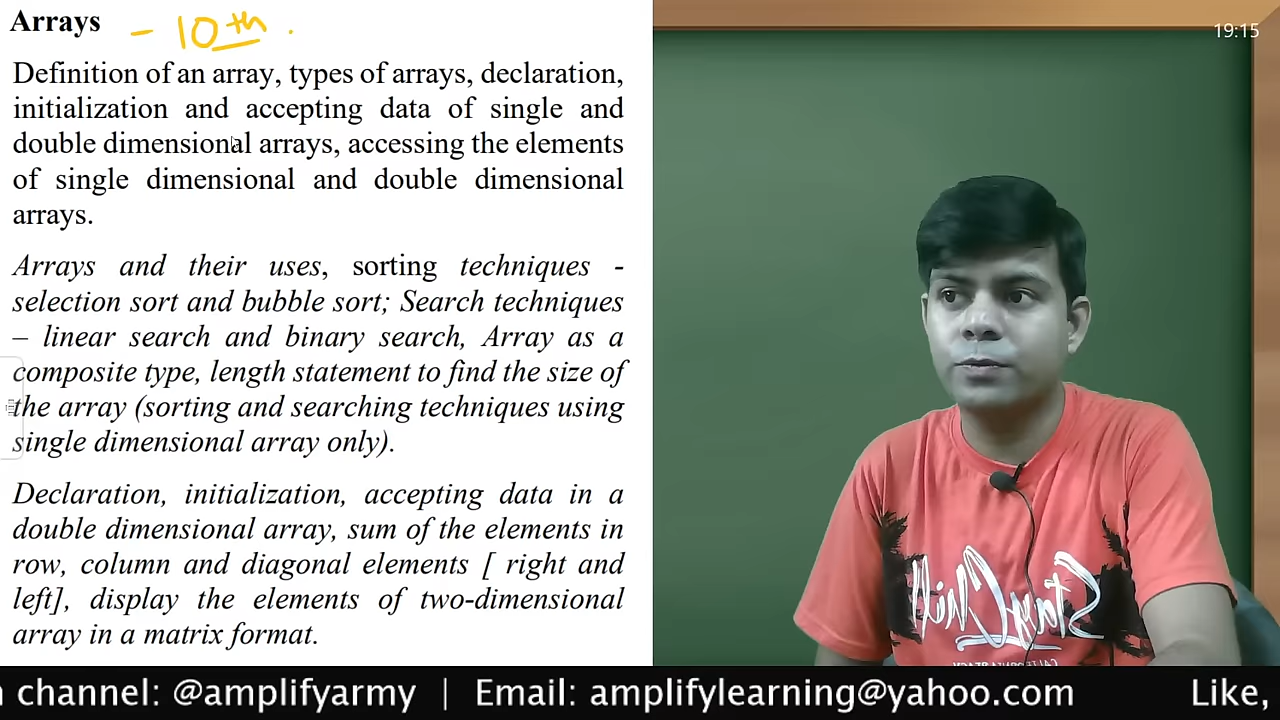 Arrays - 10th.
Definition of an array, types of arrays, declaration,
initialization and accepting data of single and
double dimensional arrays, accessing the elements
of single dimensional and double dimensional
arrays.
Arrays and their uses, sorting techniques -
selection sort and bubble sort; Search techniques
– linear search and binary search, Array as a
composite type, length statement to find the size of
the array (sorting and searching techniques using
single dimensional array only).
Declaration, initialization, accepting data in a
double dimensional array, sum of the elements in
row, column and diagonal elements [ right and
left], display the elements of two-dimensional
array in a matrix format.
19:15
channel: @amplifyarmy | Email: amplifylearning@yahoo.com Like,